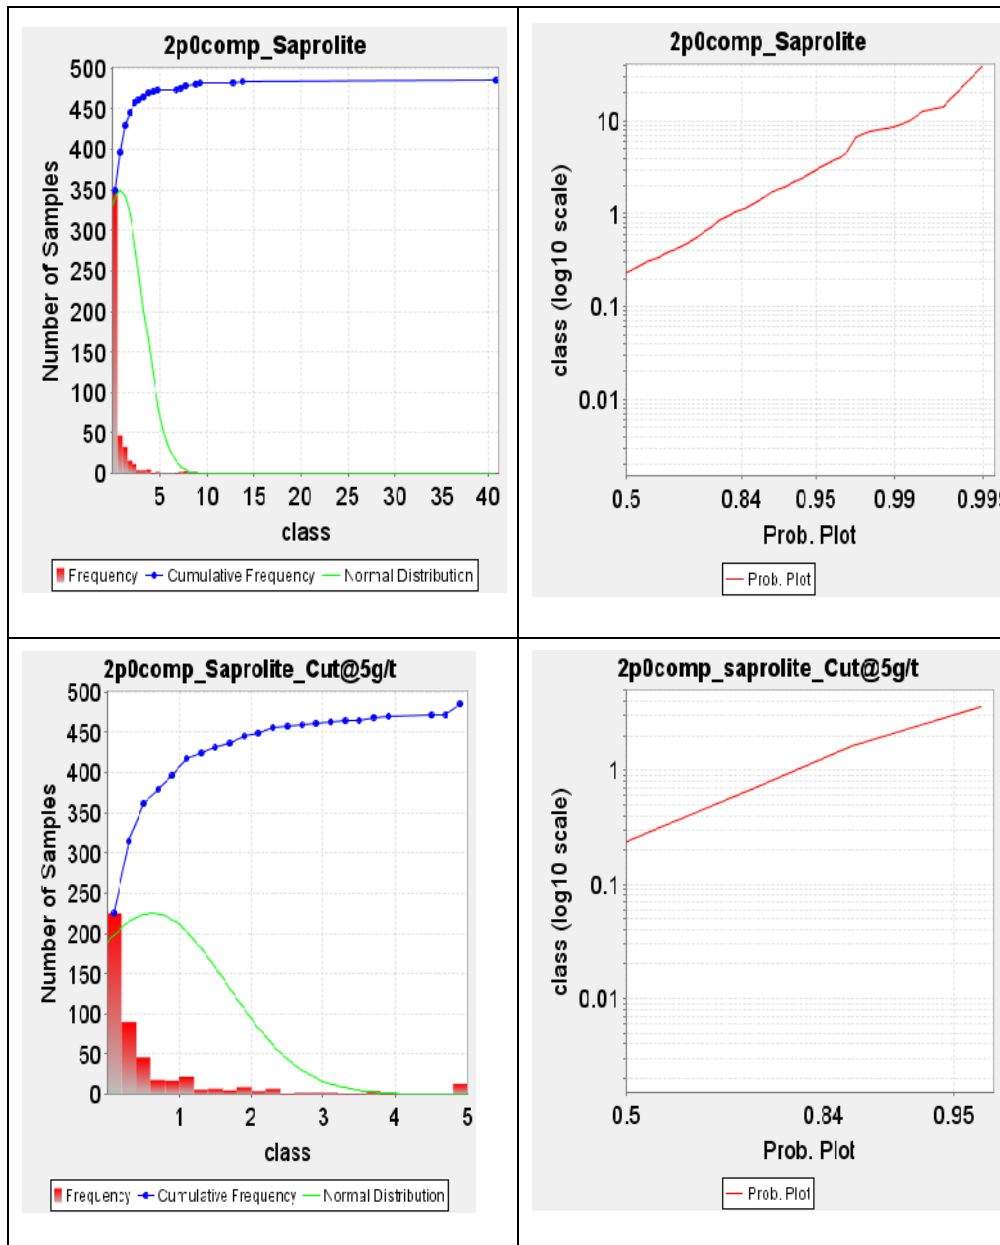 2p0comp_Saprolite
500
450
400
350
300
250
200
150
100
50
0
Number of Samples
5 10 15 20 25 30 35 40
class
Frequency Cumulative Frequency Normal Distribution
2p0comp_Saprolite
10
1
0.1
0.01
class (log10 scale)
0.5 0.84 0.95 0.99
Prob. Plot
Prob. Plot
2p0comp_Saprolite_Cut@5g/t
500
450
400
350
300
250
200
150
100
50
0
Number of Samples
1 2 3 4 5
class
Frequency Cumulative Frequency Normal Distribution
2p0comp_saprolite_Cut@5g/t
1
0.1
0.01
class (log10 scale)
0.5 0.84 0.95
Prob. Plot
Prob. Plot